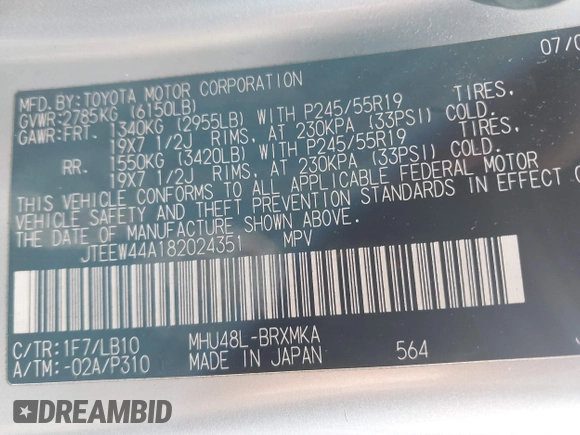 07/0
MFD. BY: TOYOTA MOTOR CORPORATION
GVWR: 2785KG (6150LB)
GAWR: FRT. 1340KG (2955LB) WITH P245/55R19 TIRES,
19X7 1/2J RIMS, AT 230KPA (33PSI) COLD.
RR. 1550KG (3420LB) WITH P245/55R19 TIRES,
19X7 1/2J RIMS, AT 230KPA (33PSI) COLD.
THIS VEHICLE CONFORMS TO ALL APPLICABLE FEDERAL MOTOR
VEHICLE SAFETY AND THEFT PREVENTION STANDARDS IN EFFECT
THE DATE OF MANUFACTURE SHOWN ABOVE.
JTEEW44A182024351 MPV
C/TR: 1F7/LB10 MHU48L-BRXMKA
A/TM: -02A/P310 MADE IN JAPAN 564
DREAMBID